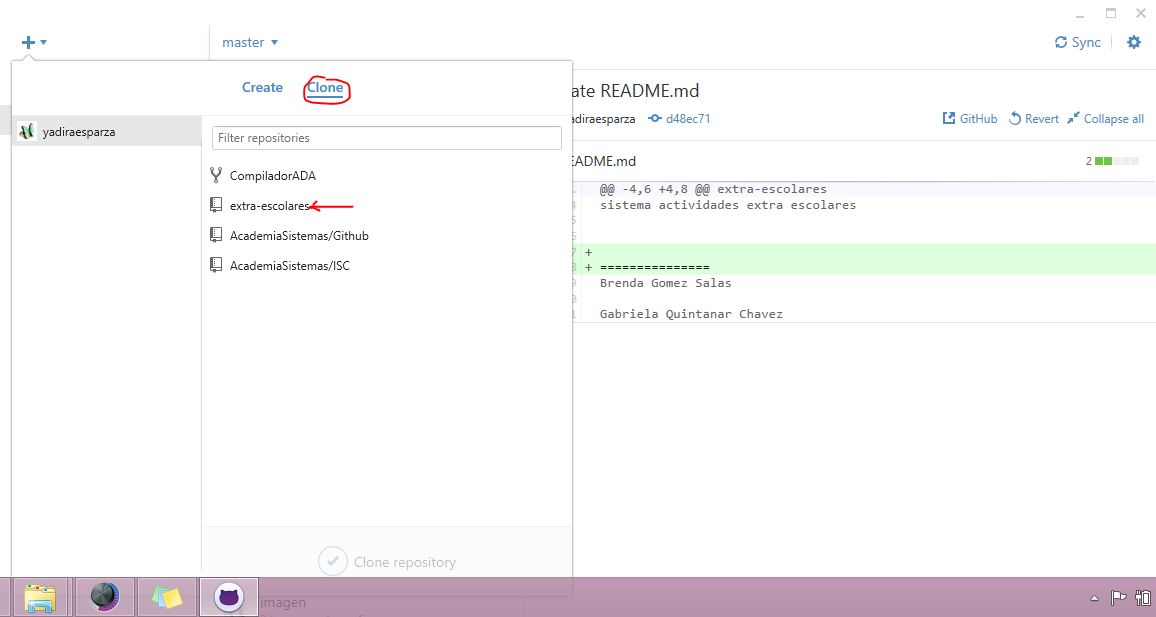 master
Sync
Create
Clone
ate README.md
yadiraesparza
adiraesparza
d48ec71
GitHub
Revert
Collapse all
Filter repositories
EADME.md
2
CompiladorADA
extra-escolares
AcademiaSistemas/Github
AcademiaSistemas/ISC
@@ -4,6 +4,8 @@ extra-escolares
sistema actividades extra escolares
+
+ ===============
Brenda Gomez Salas
Gabriela Quintanar Chavez
Clone repository
imagen